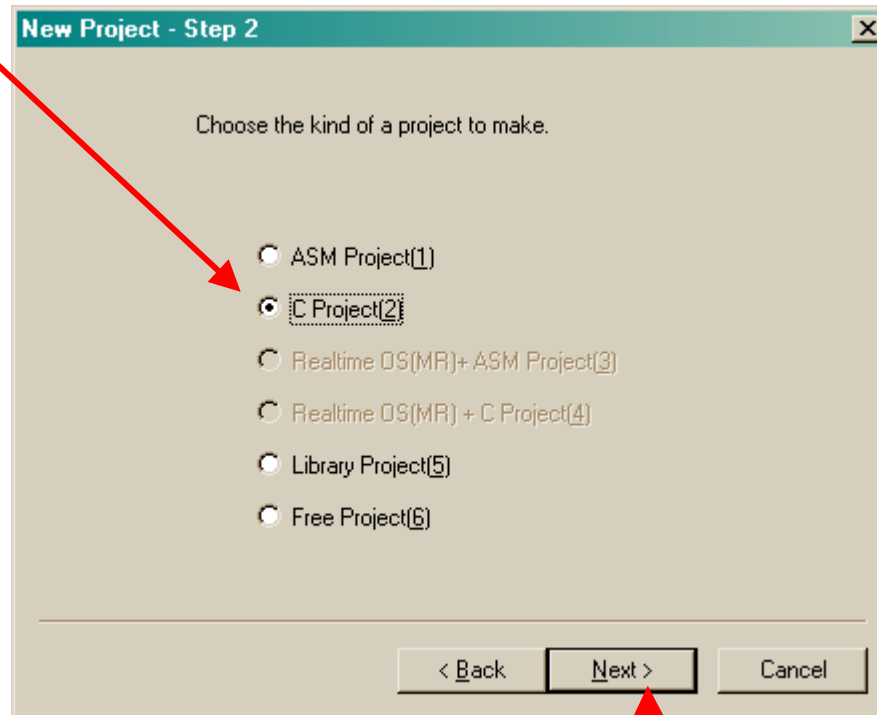 New Project - Step 2
Choose the kind of a project to make.
ASM Project(1)
C Project(2)
Realtime OS(MR)+ ASM Project(3)
Realtime OS(MR) + C Project(4)
Library Project(5)
Free Project(6)
< Back Next > Cancel